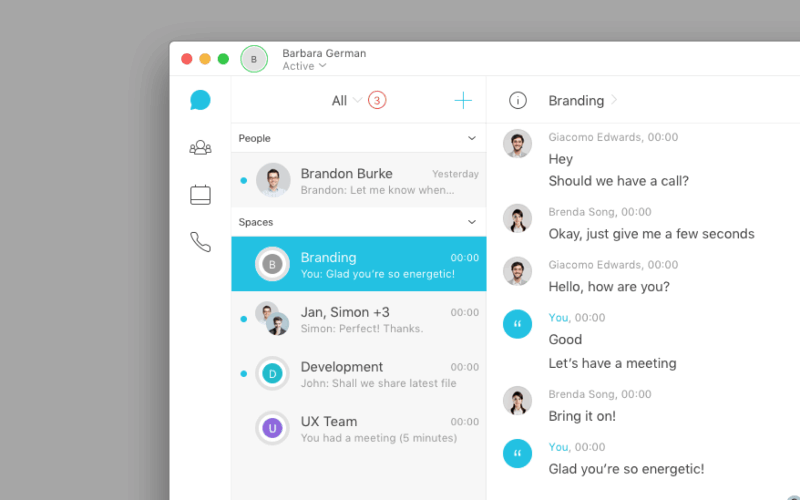 B
Barbara German
Active
All 3
Branding
People
Brandon Burke Yesterday
Brandon: Let me know when...
Spaces
B
Branding 00:00
You: Glad you're so energetic!
Jan, Simon +3 00:00
Simon: Perfect! Thanks.
D
Development 00:00
John: Shall we share latest file
U
UX Team 00:00
You had a meeting (5 minutes)
Giacomo Edwards, 00:00
Hey
Should we have a call?
Brenda Song, 00:00
Okay, just give me a few seconds
Giacomo Edwards, 00:00
Hello, how are you?
You, 00:00
Good
Let's have a meeting
Brenda Song, 00:00
Bring it on!
You, 00:00
Glad you're so energetic!